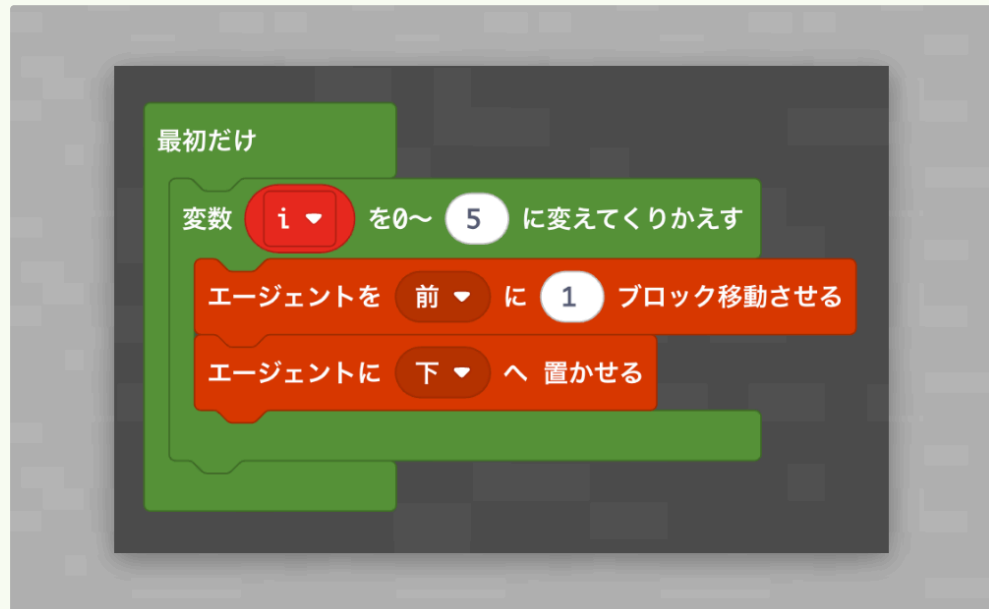 最初だけ
変数 i を0〜 5 に変えてくりかえす
エージェントを 前 に 1 ブロック移動させる
エージェントに 下 へ 置かせる